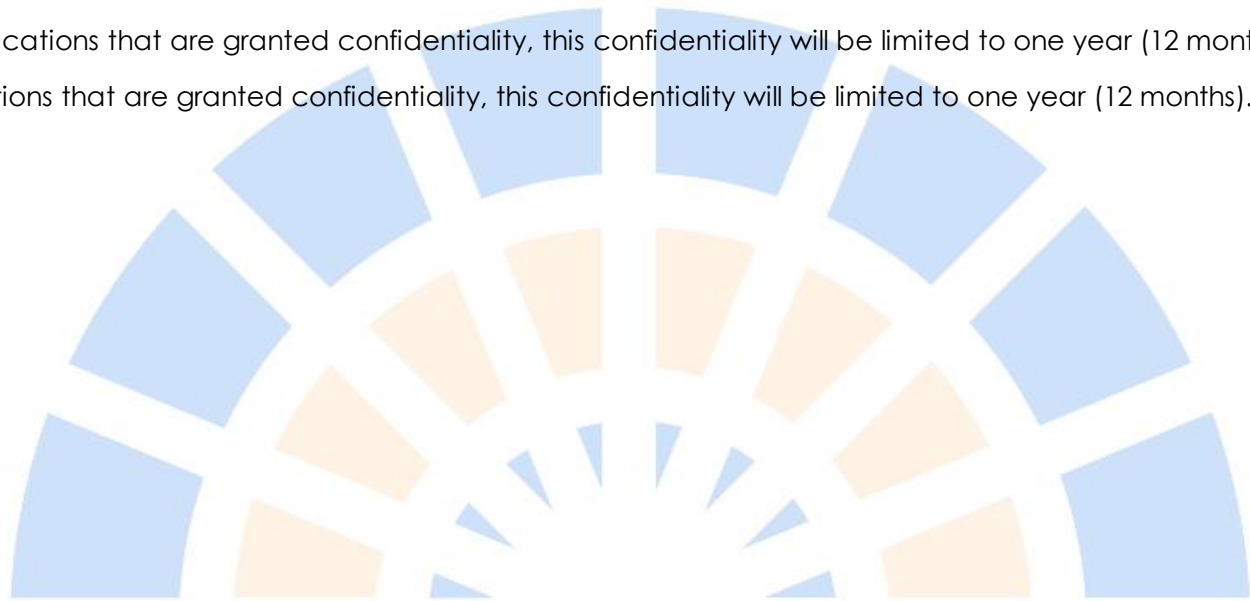 cations that are granted confidentiality, this confidentiality will be limited to one year (12 mont
tions that are granted confidentiality, this confidentiality will be limited to one year (12 months).